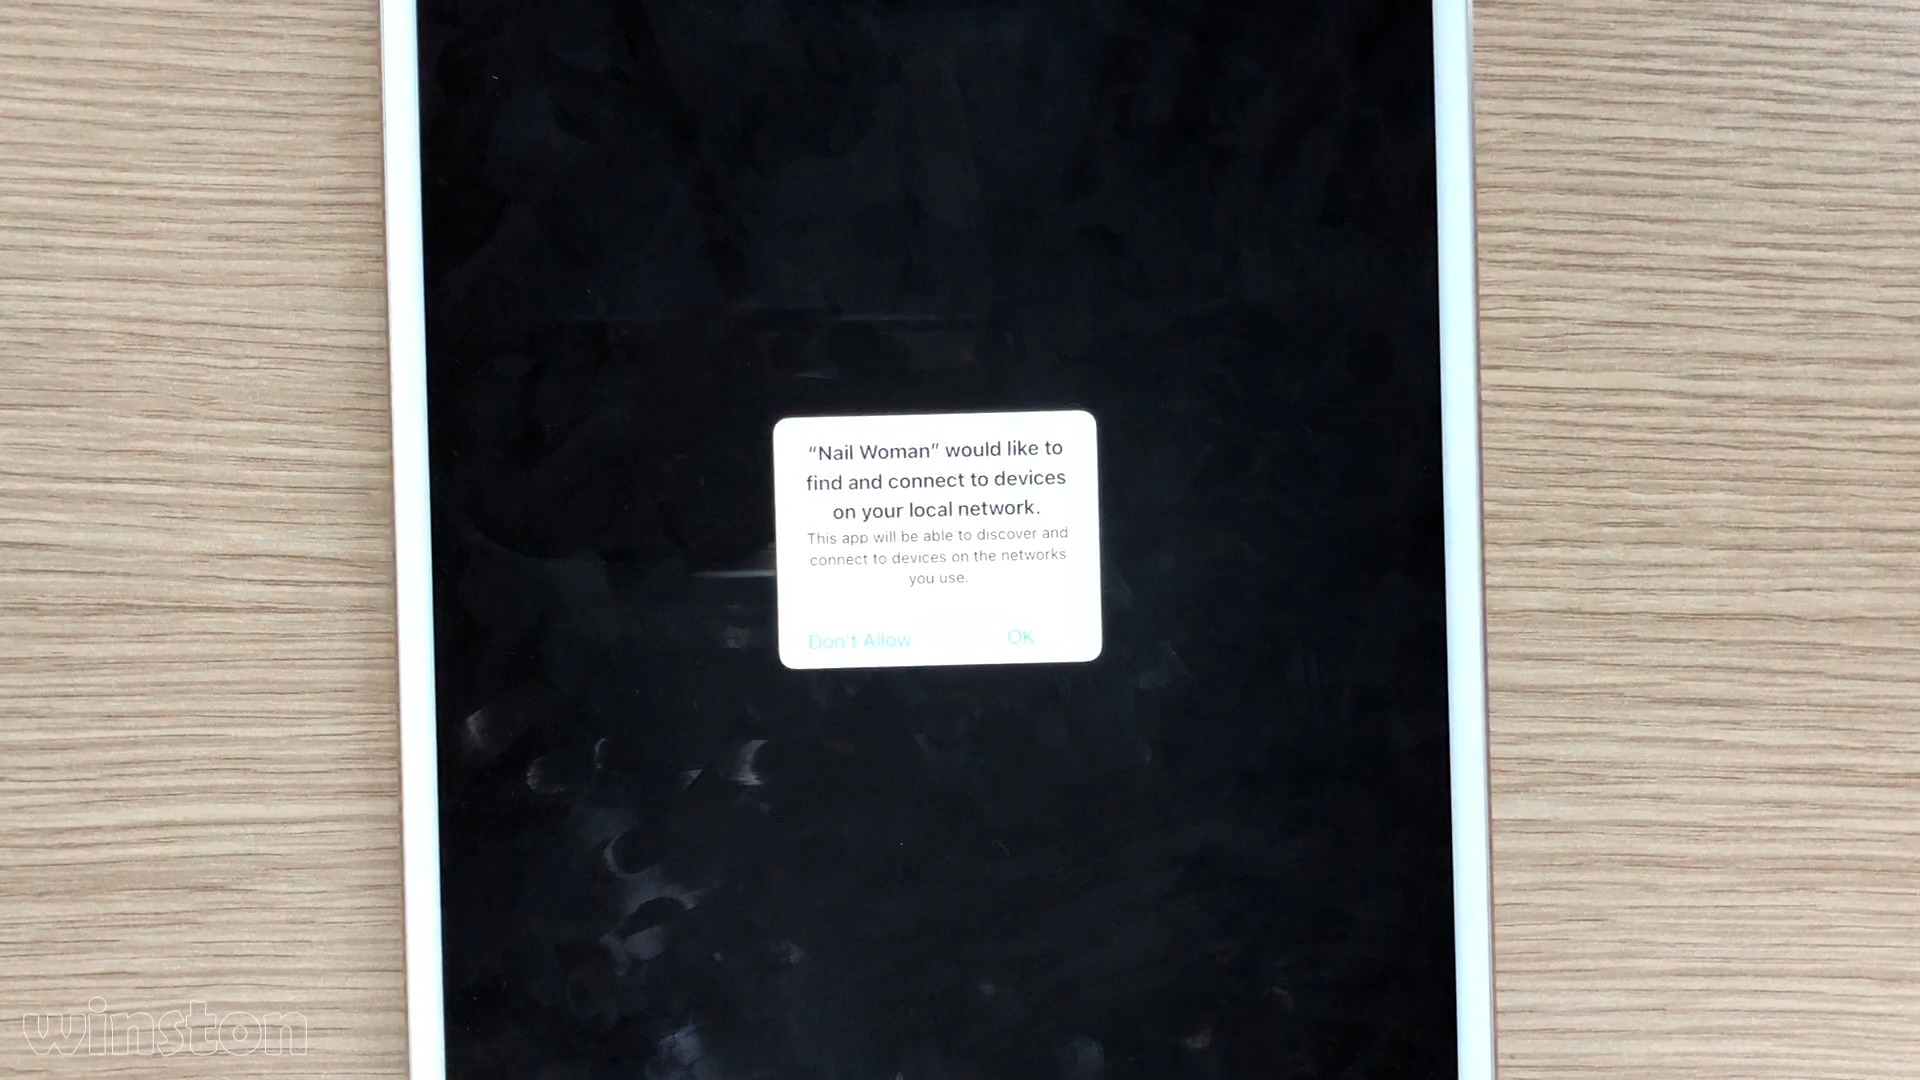 “Nail Woman” would like to
find and connect to devices
on your local network.
This app will be able to discover and
connect to devices on the networks
you use.
Don't Allow
OK
winston